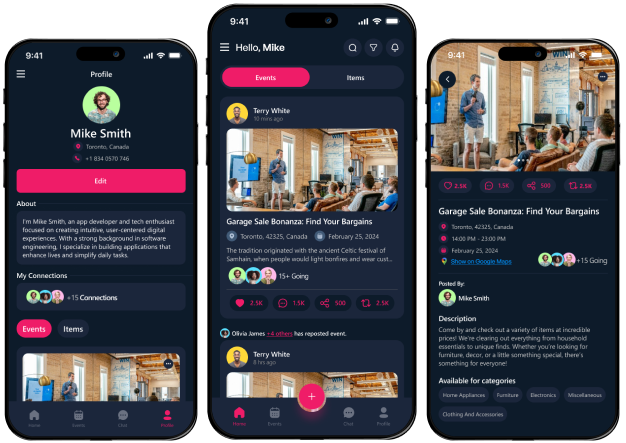 9:41
Profile
Mike Smith
Toronto, Canada
+1 834 0570 746
Edit
About
I'm Mike Smith, an app developer and tech enthusiast
focused on creating intuitive, user-centered digital
experiences. With a strong background in software
engineering, I specialize in building applications that
enhance lives and simplify daily tasks.
My Connections
+15 Connections
Events
Items
Home
Events
Chat
Profile
9:41
Hello, Mike
Events
Items
Terry White
10 mins ago
Garage Sale Bonanza: Find Your Bargains
Toronto, 42325, Canada
February 25, 2024
The tradition originated with the ancient Celtic festival of
Samhain, when people would light bonfires and wear cust...
15+ Going
2.5K
1.5K
500
2.5K
Olivia James +4 others has reposted event.
Terry White
8 hrs ago
Home
Events
Chat
Profile
9:41
2.5K
1.5K
500
2.5K
Garage Sale Bonanza: Find Your Bargains
Toronto, 42325, Canada
14:00 PM - 23:00 PM
February 25, 2024
Show on Google Maps
+15 Going
Posted By:
Mike Smith
Description
Come by and check out a variety of items at incredible
prices! We're clearing out everything from household
essentials to unique finds. Whether you're looking for
furniture, decor, or a little something special, there's
something for everyone!
Available for categories
Home Appliances
Furniture
Electronics
Miscellaneous
Clothing And Accessories